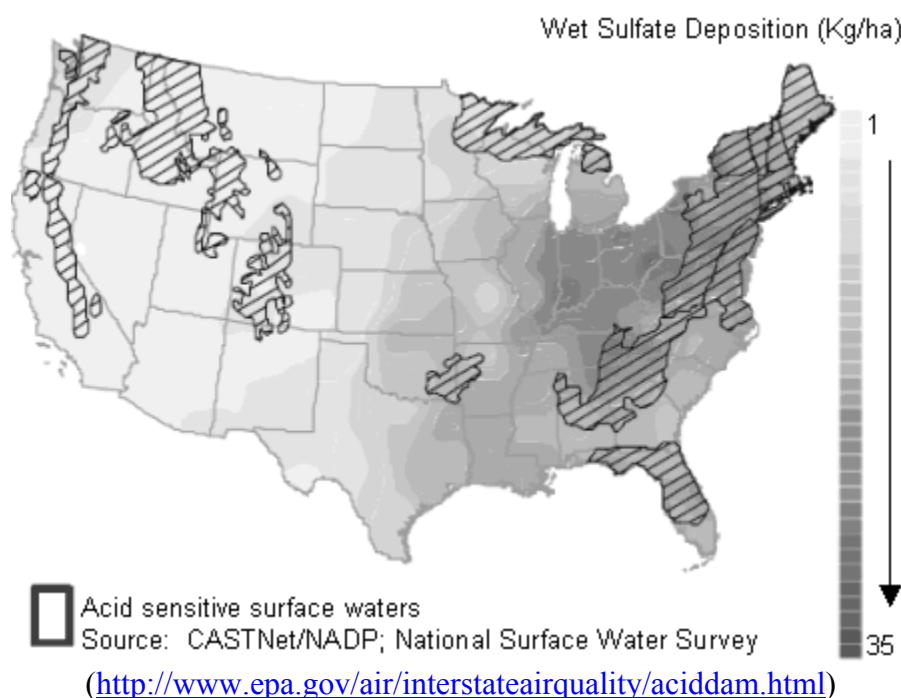 Wet Sulfate Deposition (Kg/ha)
1
35
Acid sensitive surface waters
Source: CASTNet/NADP; National Surface Water Survey
(http://www.epa.gov/air/interstateairquality/aciddam.html)